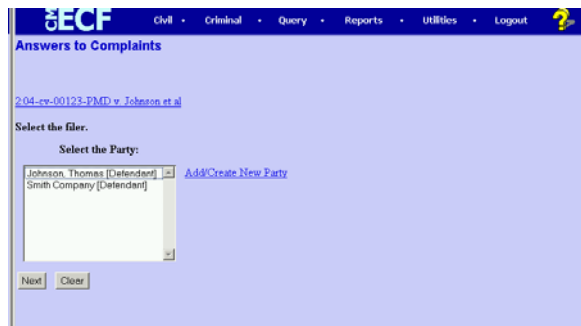 CM ECF Civil · Criminal · Query · Reports · Utilities · Logout ?
Answers to Complaints
2:04-cv-00123-PMD v. Johnson et al
Select the filer.
Select the Party:
Johnson, Thomas [Defendant] Add/Create New Party
Smith Company [Defendant]
Next Clear